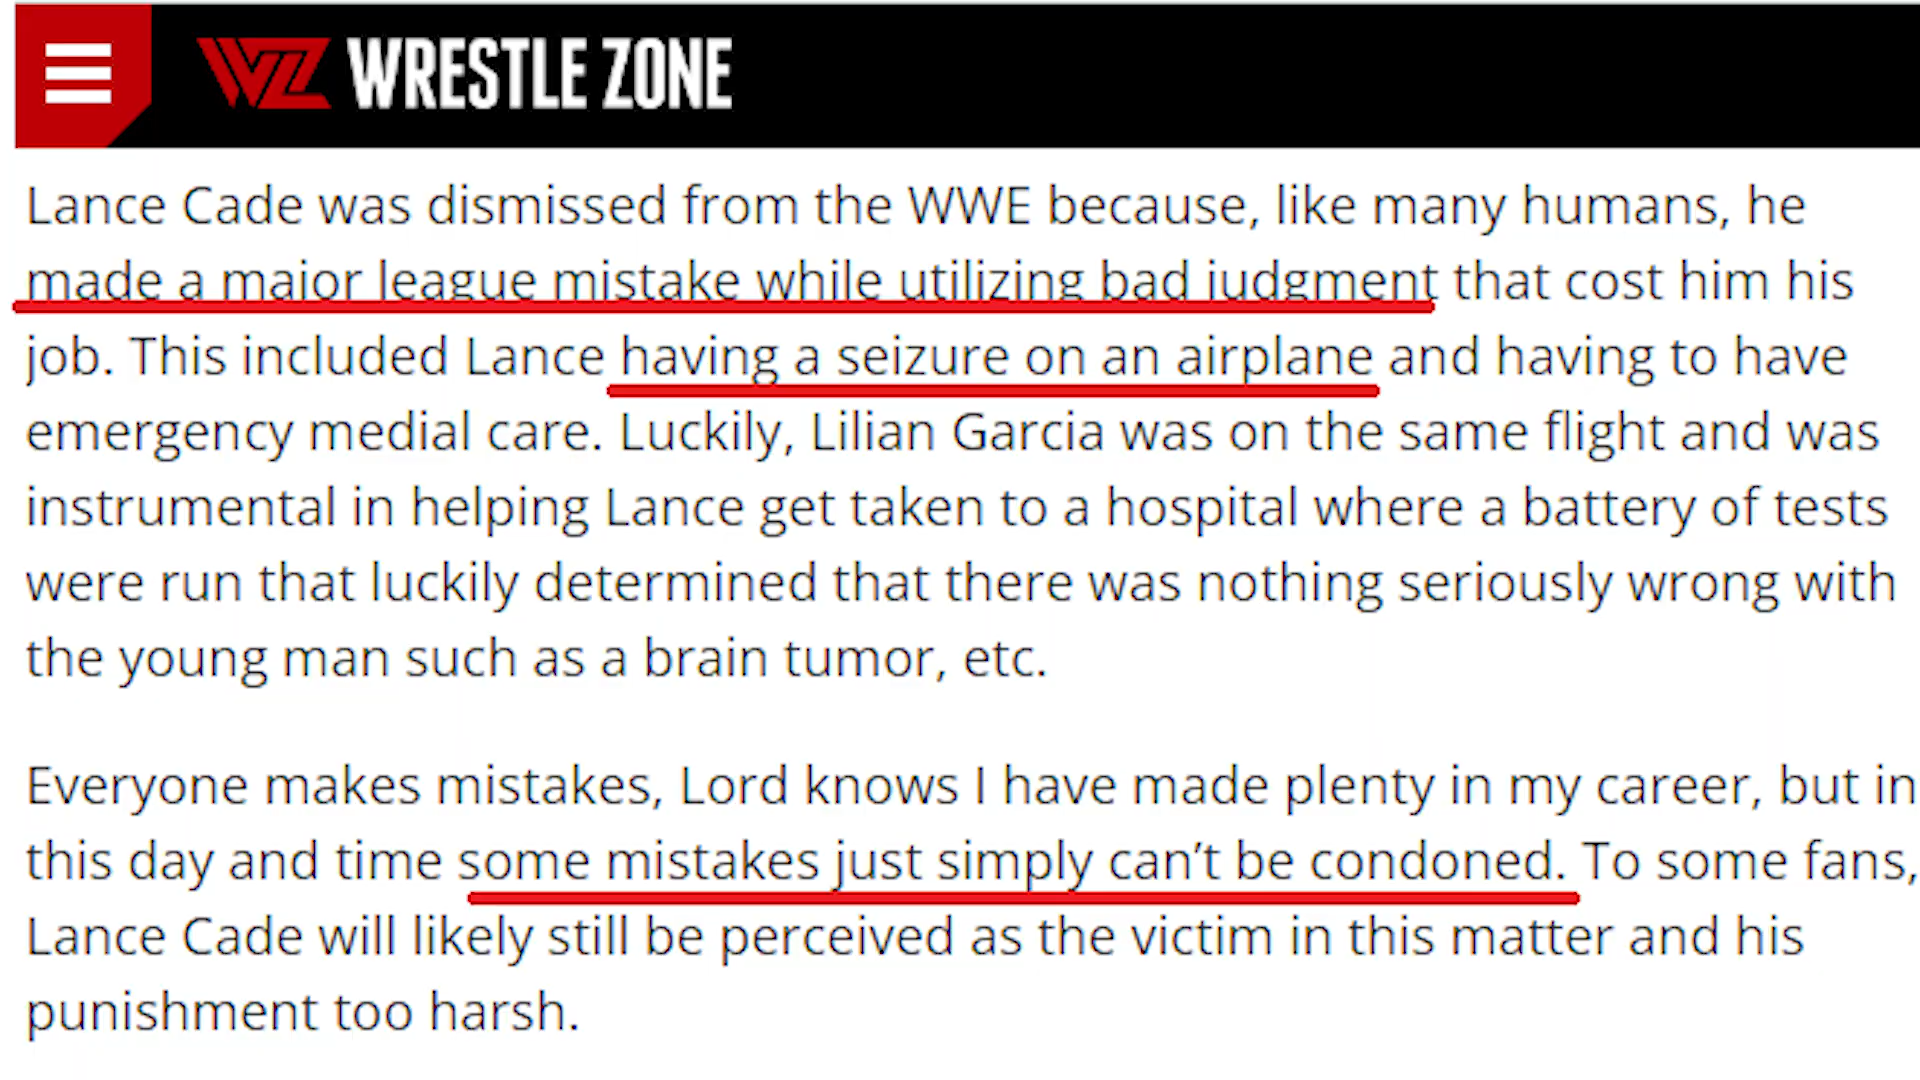 WZ WRESTLE ZONE
Lance Cade was dismissed from the WWE because, like many humans, he
made a major league mistake while utilizing bad judgment that cost him his
job. This included Lance having a seizure on an airplane and having to have
emergency medial care. Luckily, Lilian Garcia was on the same flight and was
instrumental in helping Lance get taken to a hospital where a battery of tests
were run that luckily determined that there was nothing seriously wrong with
the young man such as a brain tumor, etc.
Everyone makes mistakes, Lord knows I have made plenty in my career, but in
this day and time some mistakes just simply can't be condoned. To some fans,
Lance Cade will likely still be perceived as the victim in this matter and his
punishment too harsh.